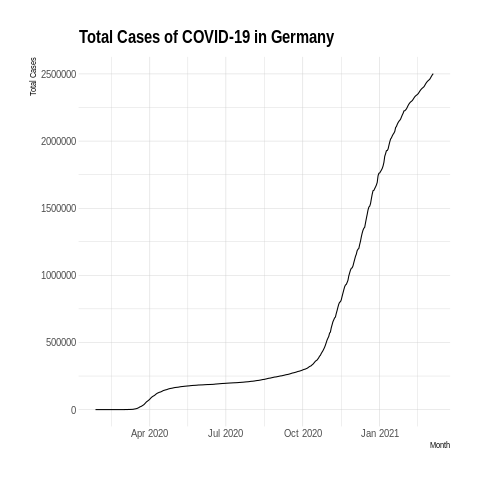 Total Cases of COVID-19 in Germany
Total Cases
2500000
2000000
1500000
1000000
500000
0
Apr 2020 Jul 2020 Oct 2020 Jan 2021
Month